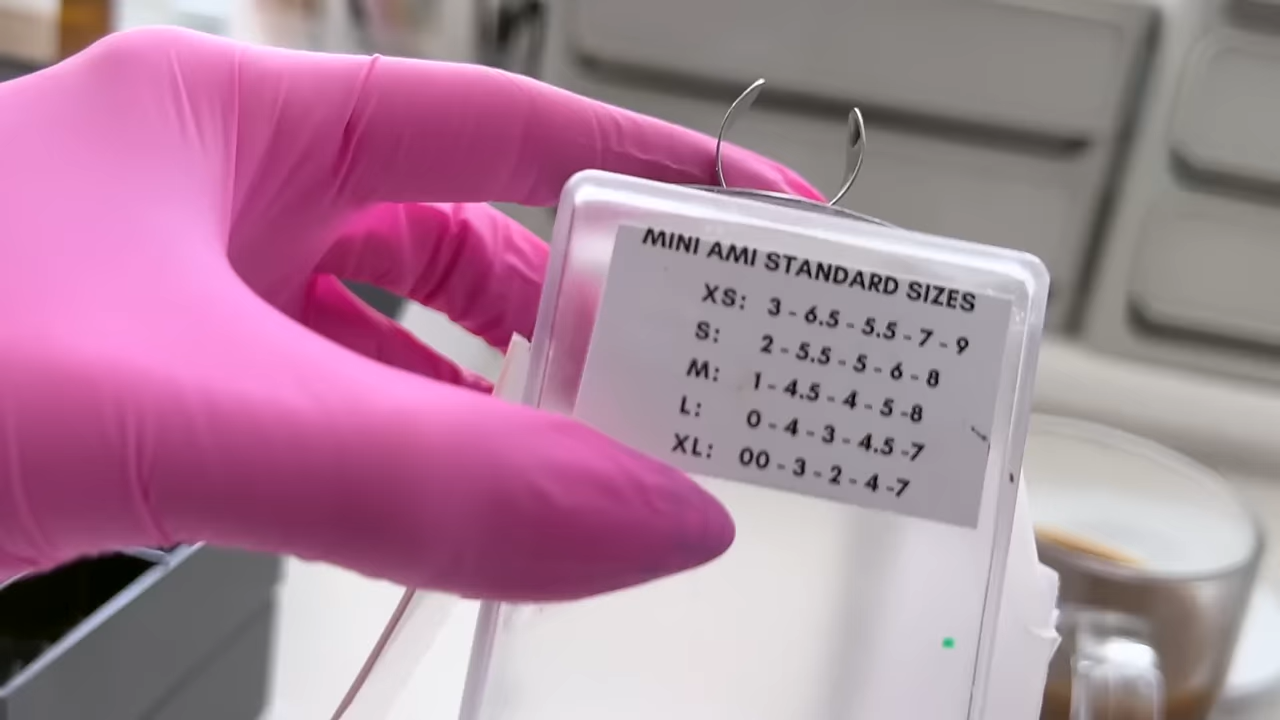 MINI AMI STANDARD SIZES
XS: 3 - 6.5 - 5.5 - 7 - 9
S: 2 - 5.5 - 5 - 6 - 8
M: 1 - 4.5 - 4 - 5 -8
L: 0 - 4 - 3 - 4.5 -7
XL: 00 - 3 - 2 - 4 -7